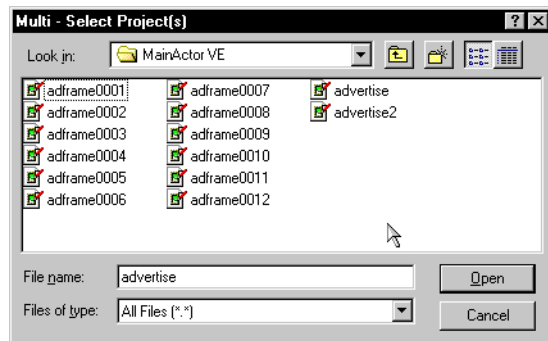 Multi - Select Project(s)
Look in: MainActor VE
adframe0001 adframe0007 advertise
adframe0002 adframe0008 advertise2
adframe0003 adframe0009
adframe0004 adframe0010
adframe0005 adframe0011
adframe0006 adframe0012
File name: advertise Open
Files of type: All Files (*.*) Cancel